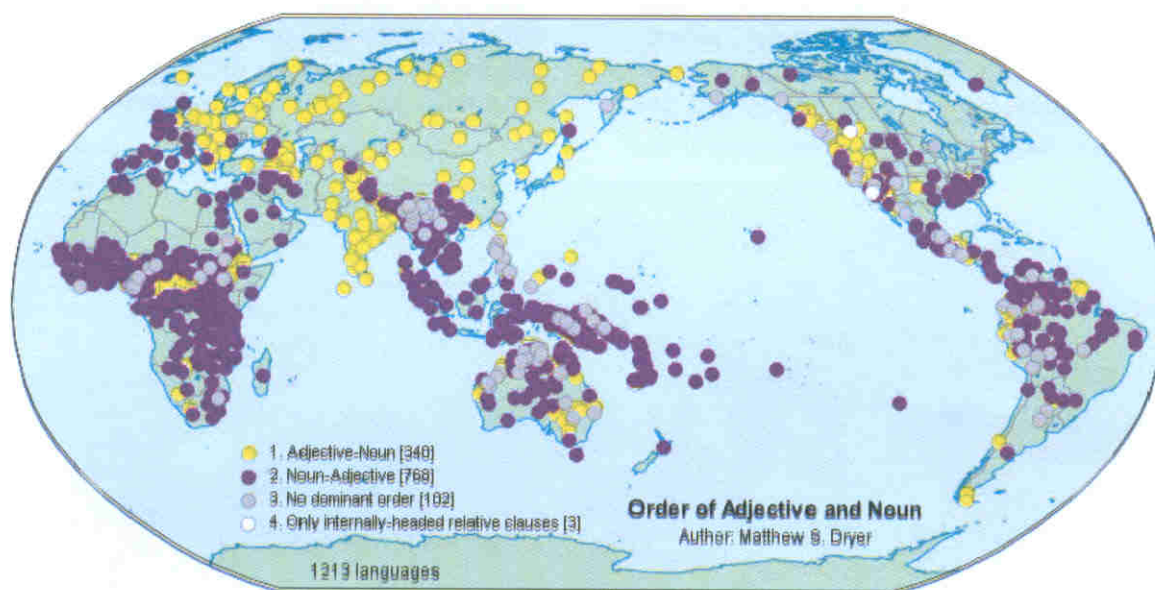 1. Adjective-Noun [340]
2. Noun-Adjective [768]
3. No dominant order [102]
4. Only internally-headed relative clauses [3]
Order of Adjective and Noun
Author: Matthew S. Dryer
1213 languages